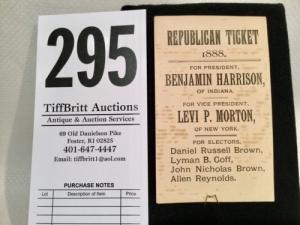 295
TiffBritt Auctions
Antique & Auction Services
69 Old Danielson Pike
Foster, RI 02825
401-647-4447
Email: tiffbritt1@aol.com
PURCHASE NOTES
Lot Description of Item Price
REPUBLICAN TICKET
1888.
FOR PRESIDENT,
BENJAMIN HARRISON,
OF INDIANA.
FOR VICE PRESIDENT,
LEVI P. MORTON,
OF NEW YORK.
FOR ELECTORS,
Daniel Russell Brown,
Lyman B. Goff,
John Nicholas Brown,
Allen Reynolds.